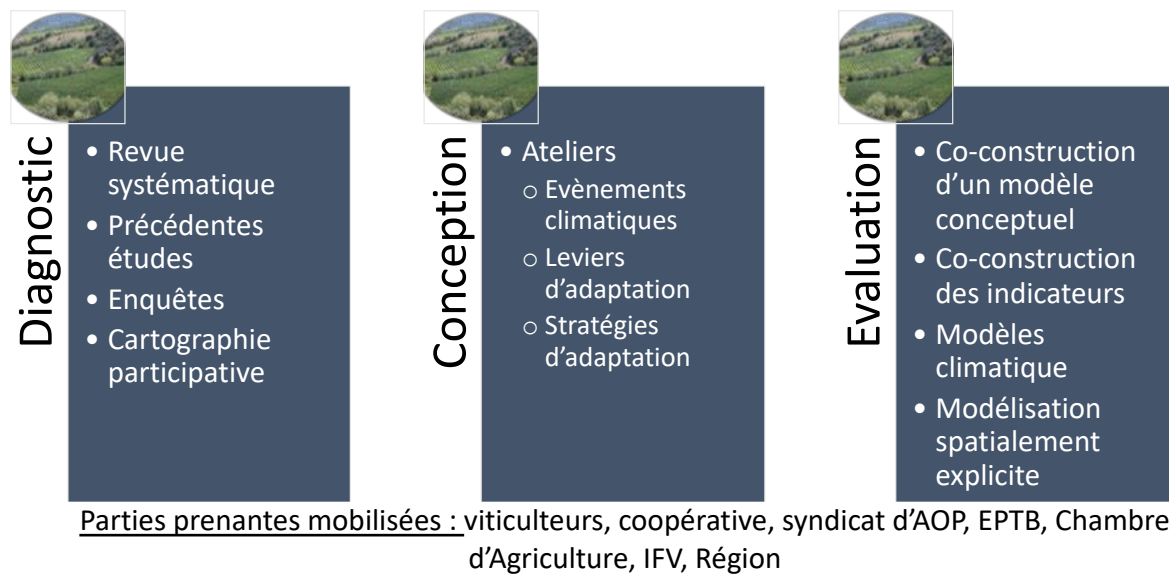 Diagnostic
• Revue
systématique
• Précédentes
études
• Enquêtes
• Cartographie
participative
Conception
• Ateliers
o Evènements
climatiques
o Leviers
d’adaptation
o Stratégies
d’adaptation
Evaluation
• Co-construction
d’un modèle
conceptuel
• Co-construction
des indicateurs
• Modèles
climatique
• Modélisation
spatialement
explicite
Parties prenantes mobilisées : viticulteurs, coopérative, syndicat d’AOP, EPTB, Chambre
d’Agriculture, IFV, Région